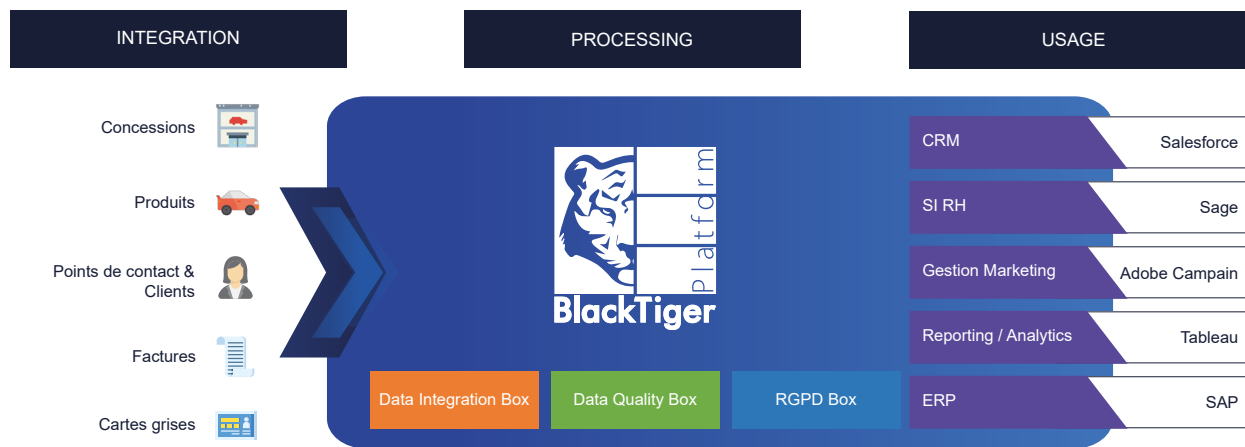 INTEGRATION
PROCESSING
USAGE
Concessions
Produits
Points de contact &
Clients
Factures
Cartes grises
Platform
BlackTiger
Data Integration Box
Data Quality Box
RGPD Box
CRM
Salesforce
SI RH
Sage
Gestion Marketing
Adobe Campain
Reporting / Analytics
Tableau
ERP
SAP